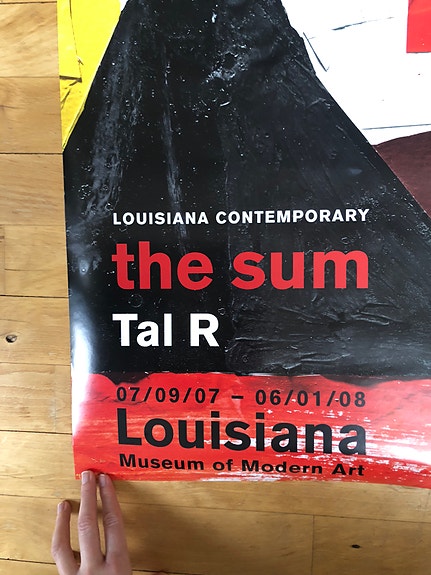 LOUISIANA CONTEMPORARY
the sum
Tal R
07/09/07 – 06/01/08
Louisiana
Museum of Modern Art